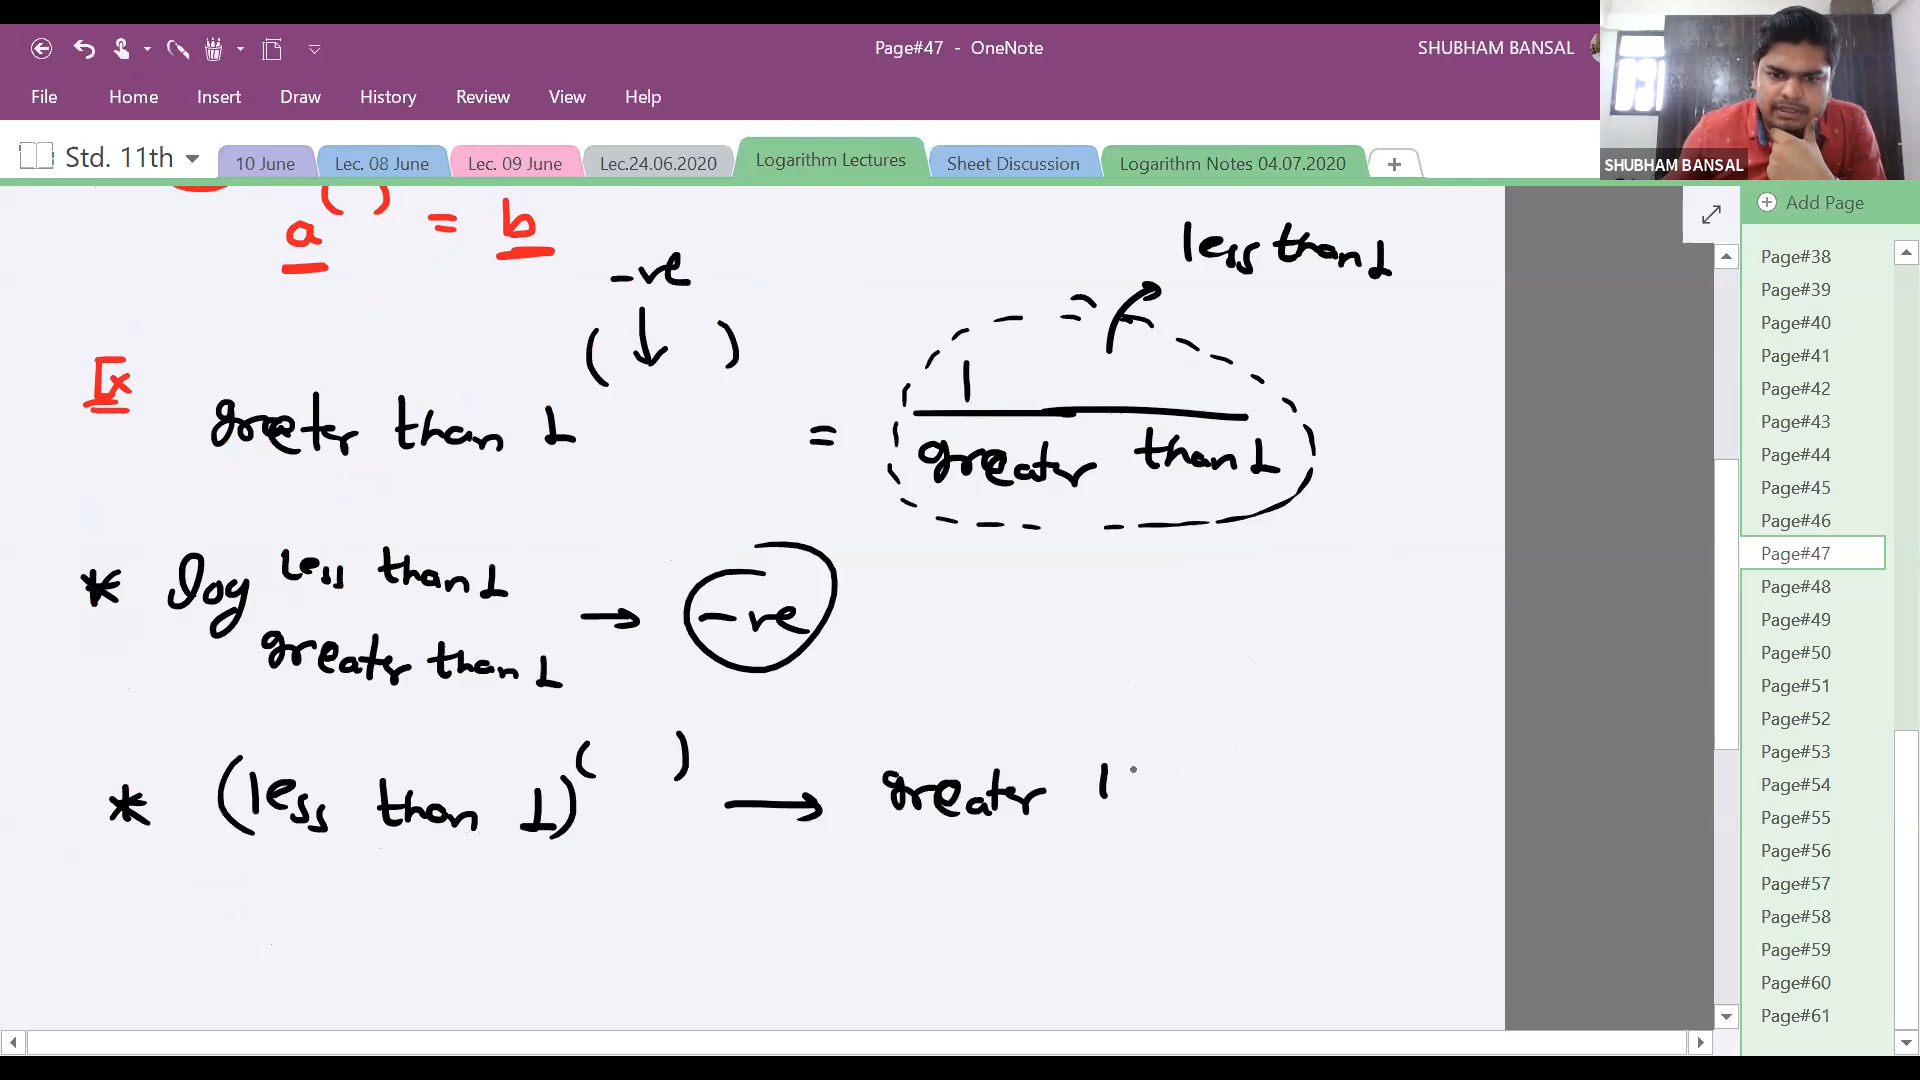 Page#47 - OneNote
SHUBHAM BANSAL
File Home Insert Draw History Review View Help
SHUBHAM BANSAL
Std. 11th
10 June
Lec. 08 June
Lec. 09 June
Lec.24.06.2020
Logarithm Lectures
Sheet Discussion
Logarithm Notes 04.07.2020
+
Add Page
a ( ) = b
less than 1
-ve
( ↓ )
Ex
greater than 1 = 1 / greater than 1
* log less than 1 → -ve
greater than 1
* (less than 1) ( ) → greater 1
Page#38
Page#39
Page#40
Page#41
Page#42
Page#43
Page#44
Page#45
Page#46
Page#47
Page#48
Page#49
Page#50
Page#51
Page#52
Page#53
Page#54
Page#55
Page#56
Page#57
Page#58
Page#59
Page#60
Page#61